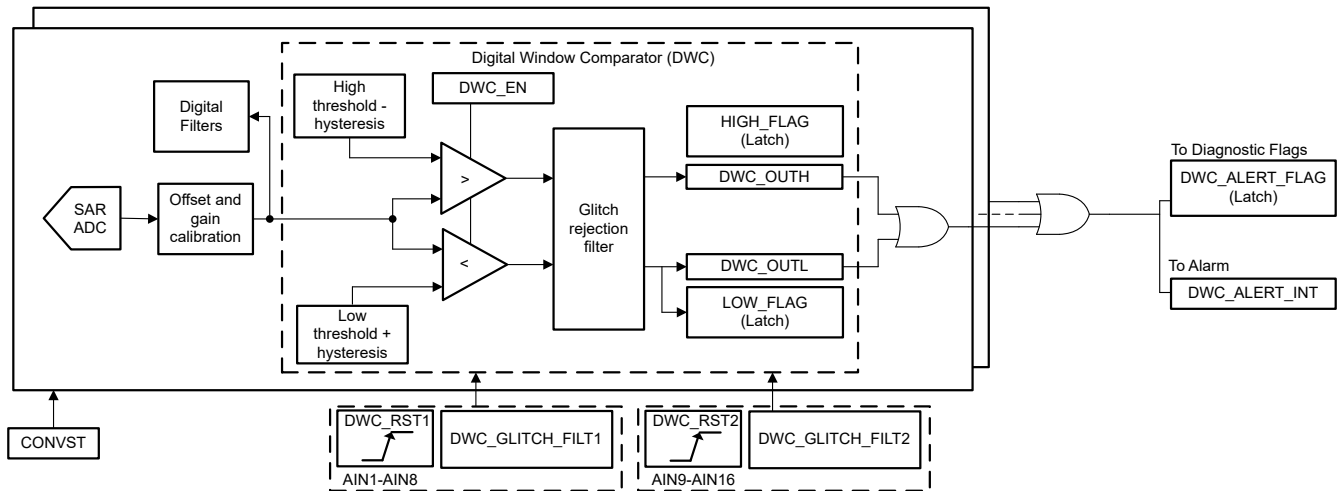 Digital Window Comparator (DWC)
High
threshold -
hysteresis
DWC_EN
Digital
Filters
HIGH_FLAG
(Latch)
To Diagnostic Flags
DWC_ALERT_FLAG
(Latch)
>
DWC_OUTH
SAR
ADC
Offset and
gain
calibration
Glitch
rejection
filter
<
DWC_OUTL
To Alarm
DWC_ALERT_INT
Low
threshold +
hysteresis
LOW_FLAG
(Latch)
CONVST
DWC_RST1
DWC_GLITCH_FILT1
AIN1-AIN8
DWC_RST2
DWC_GLITCH_FILT2
AIN9-AIN16